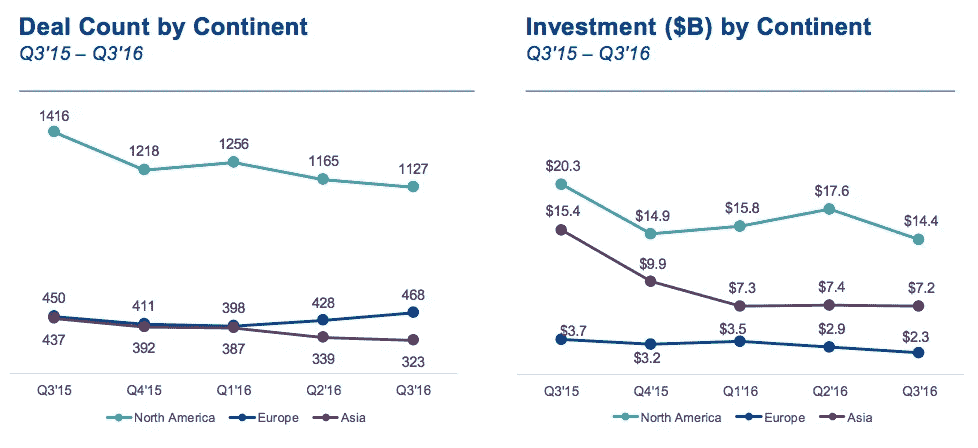 Deal Count by Continent
Q3'15 – Q3'16
1416
1218
1256
1165
1127
450
411
398
428
468
437
392
387
339
323
Q3'15
Q4'15
Q1'16
Q2'16
Q3'16
North America
Europe
Asia
Investment ($B) by Continent
Q3'15 – Q3'16
$20.3
$14.9
$15.8
$17.6
$14.4
$15.4
$9.9
$7.3
$7.4
$7.2
$3.7
$3.2
$3.5
$2.9
$2.3
Q3'15
Q4'15
Q1'16
Q2'16
Q3'16
North America
Europe
Asia